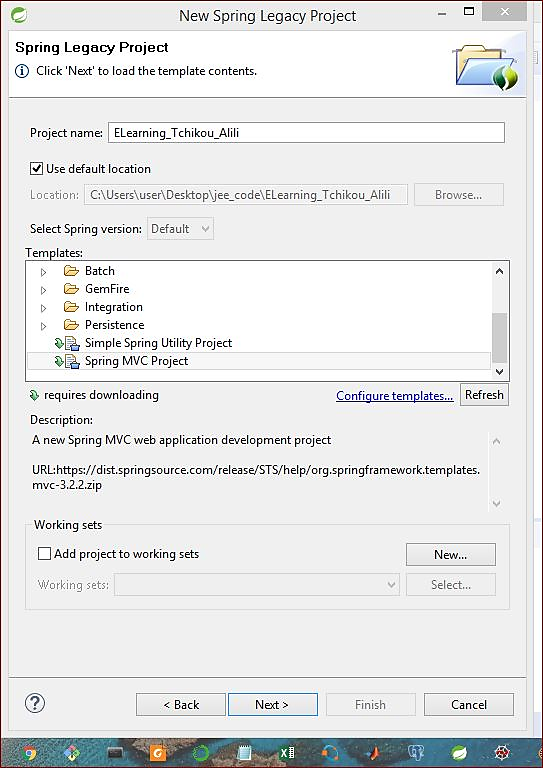 New Spring Legacy Project
Spring Legacy Project
Click 'Next' to load the template contents.
Project name: ELearning_Tchikou_Alili
Use default location
Location: C:\Users\user\Desktop\jee_code\ELearning_Tchikou_Alili Browse...
Select Spring version: Default
Templates:
Batch
GemFire
Integration
Persistence
Simple Spring Utility Project
Spring MVC Project
requires downloading Configure templates... Refresh
Description:
A new Spring MVC web application development project
URL:https://dist.springsource.com/release/STS/help/org.springframework.templates.
mvc-3.2.2.zip
Working sets
Add project to working sets New...
Working sets: Select...
? < Back Next > Finish Cancel